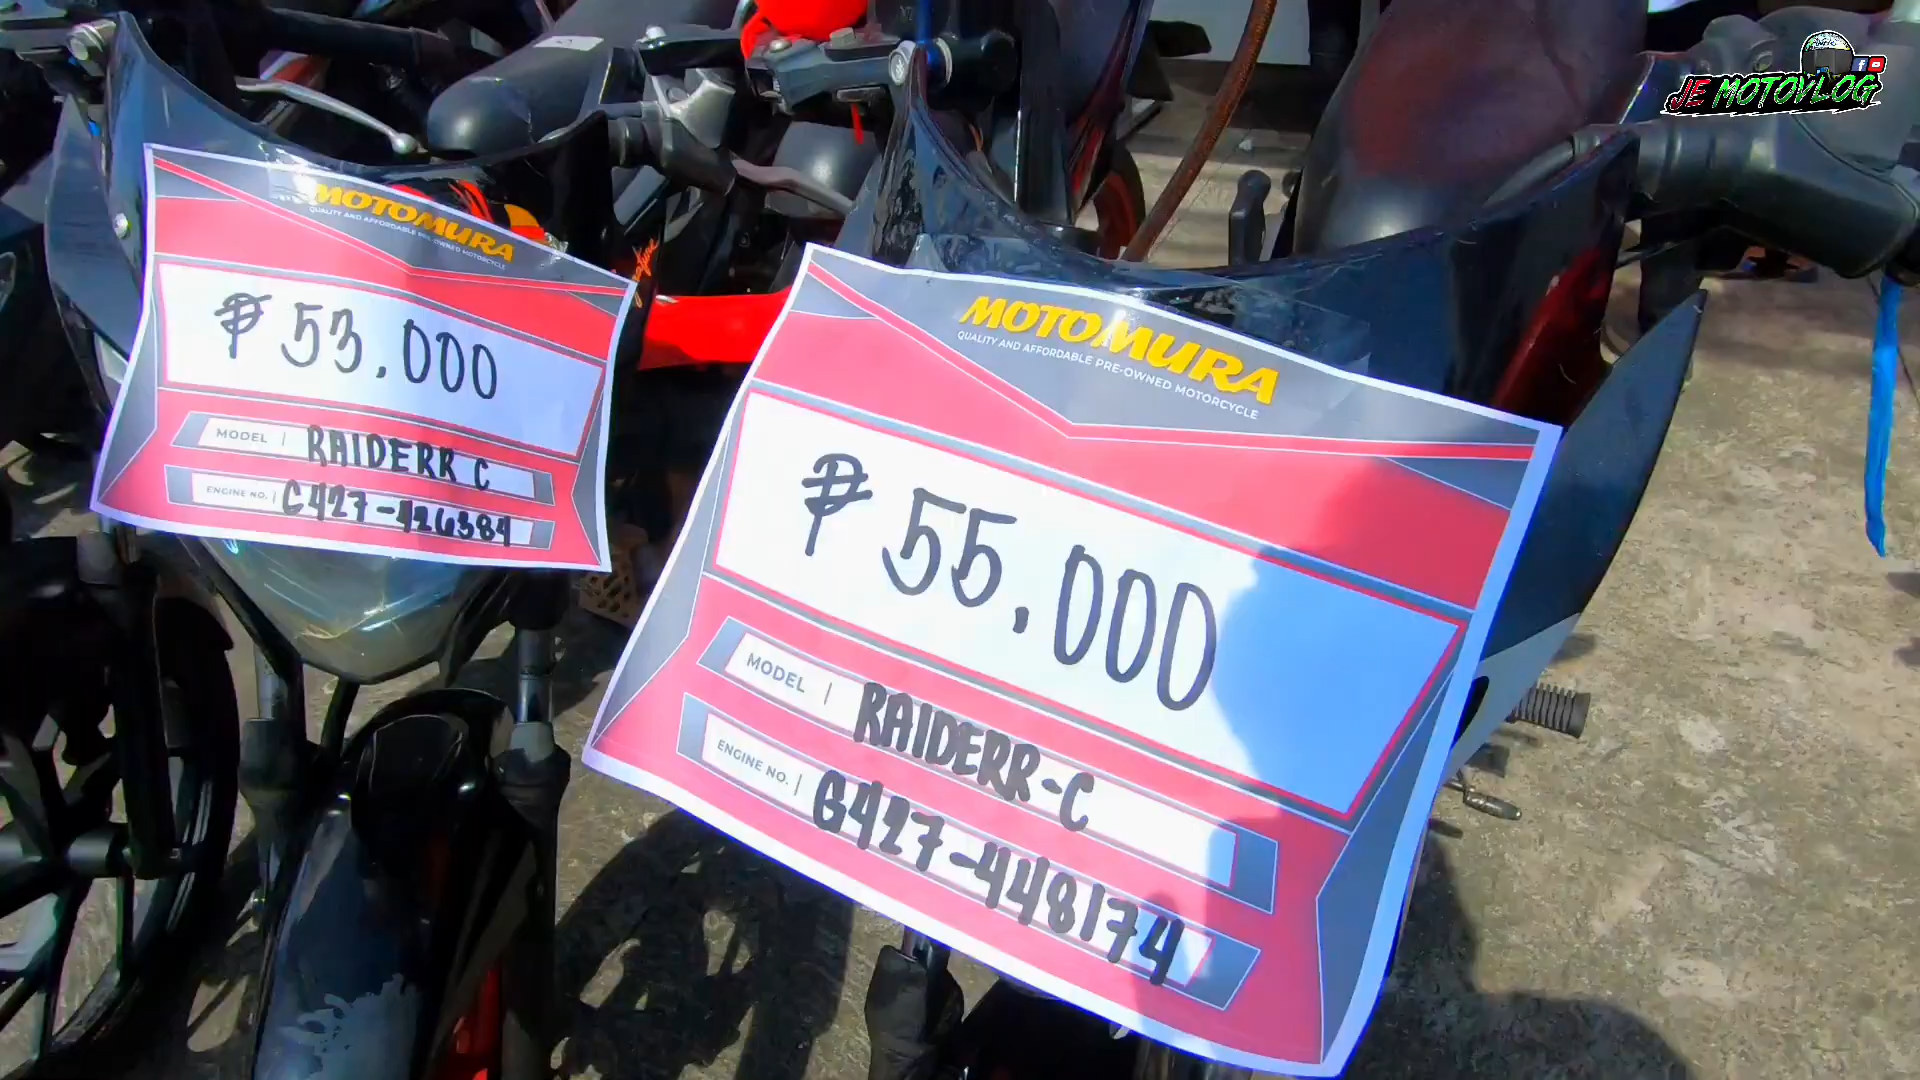 JE MOTOVLOG
MOTOMURA
QUALITY AND AFFORDABLE PRE-OWNED MOTORCYCLE
₱ 53,000
MODEL | RAIDERR C
ENGINE NO. | C427-426384
MOTOMURA
QUALITY AND AFFORDABLE PRE-OWNED MOTORCYCLE
₱ 55,000
MODEL | RAIDERR-C
ENGINE NO. | G427-448174